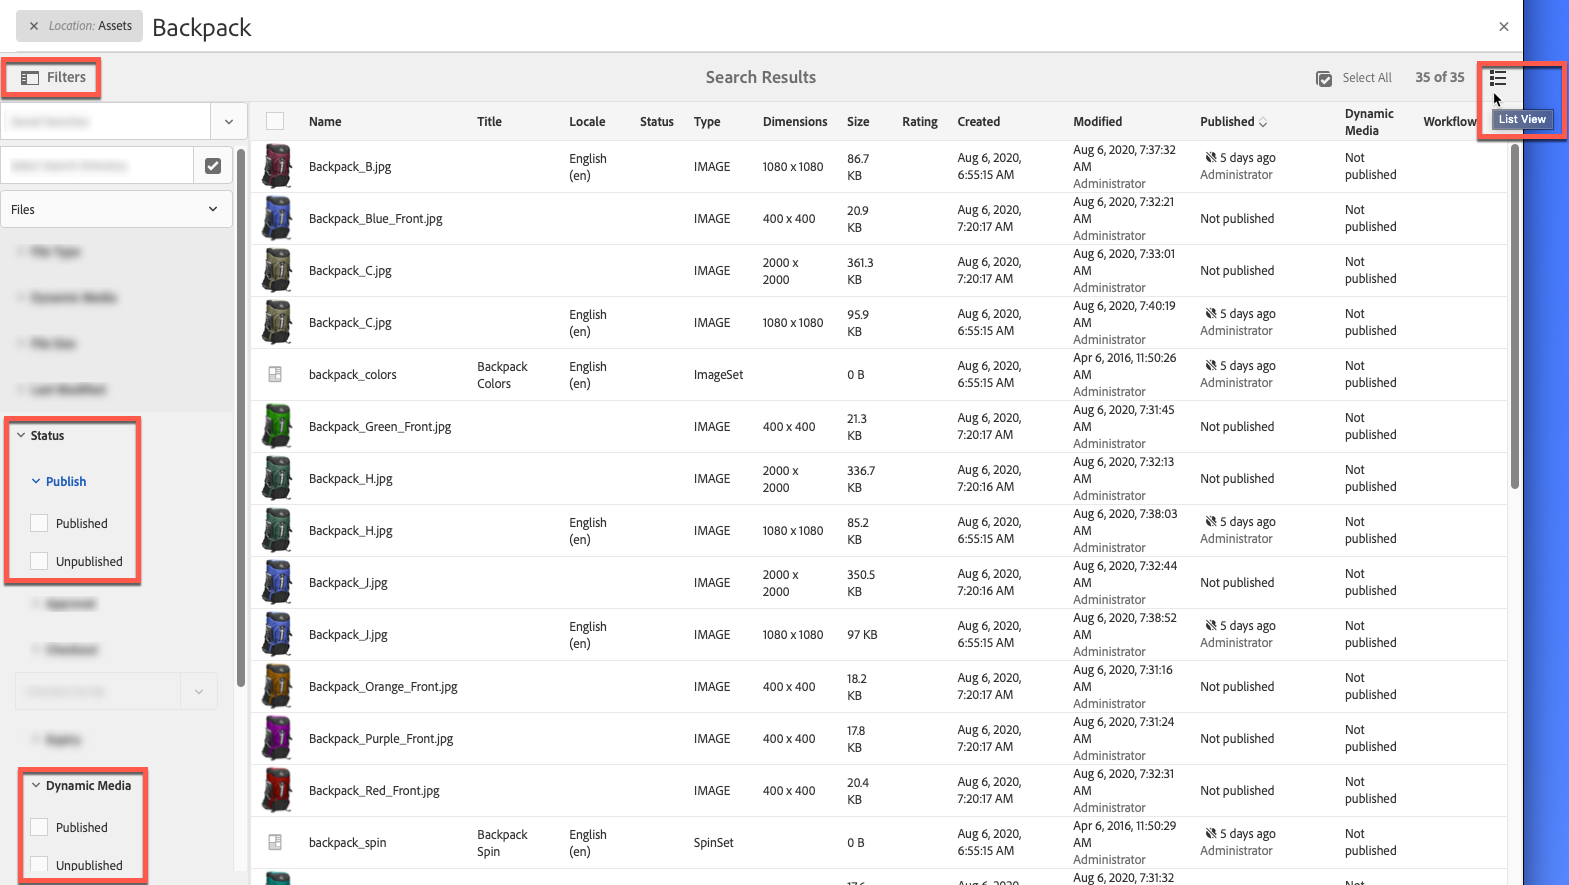 × Location: Assets Backpack ×
Filters Search Results Select All 35 of 35
List View
Files
Status
Publish
Published
Unpublished
Dynamic Media
Published
Unpublished
Name Title Locale Status Type Dimensions Size Rating Created Modified Published Dynamic Media Workflow
Backpack_B.jpg English (en) IMAGE 1080 x 1080 86.7 KB Aug 6, 2020, 6:55:15 AM Aug 6, 2020, 7:37:32 AM Administrator 5 days ago Administrator Not published
Backpack_Blue_Front.jpg IMAGE 400 x 400 20.9 KB Aug 6, 2020, 7:20:17 AM Aug 6, 2020, 7:32:21 AM Administrator Not published Not published
Backpack_C.jpg IMAGE 2000 x 2000 361.3 KB Aug 6, 2020, 7:20:17 AM Aug 6, 2020, 7:33:01 AM Administrator Not published Not published
Backpack_C.jpg English (en) IMAGE 1080 x 1080 95.9 KB Aug 6, 2020, 6:55:15 AM Aug 6, 2020, 7:40:19 AM Administrator 5 days ago Administrator Not published
backpack_colors Backpack Colors English (en) ImageSet 0 B Aug 6, 2020, 6:55:15 AM Apr 6, 2016, 11:50:26 AM Administrator 5 days ago Administrator Not published
Backpack_Green_Front.jpg IMAGE 400 x 400 21.3 KB Aug 6, 2020, 7:20:17 AM Aug 6, 2020, 7:31:45 AM Administrator Not published Not published
Backpack_H.jpg IMAGE 2000 x 2000 336.7 KB Aug 6, 2020, 7:20:16 AM Aug 6, 2020, 7:32:13 AM Administrator Not published Not published
Backpack_H.jpg English (en) IMAGE 1080 x 1080 85.2 KB Aug 6, 2020, 6:55:15 AM Aug 6, 2020, 7:38:03 AM Administrator 5 days ago Administrator Not published
Backpack_J.jpg IMAGE 2000 x 2000 350.5 KB Aug 6, 2020, 7:20:16 AM Aug 6, 2020, 7:32:44 AM Administrator Not published Not published
Backpack_J.jpg English (en) IMAGE 1080 x 1080 97 KB Aug 6, 2020, 6:55:15 AM Aug 6, 2020, 7:38:52 AM Administrator 5 days ago Administrator Not published
Backpack_Orange_Front.jpg IMAGE 400 x 400 18.2 KB Aug 6, 2020, 7:20:17 AM Aug 6, 2020, 7:31:16 AM Administrator Not published Not published
Backpack_Purple_Front.jpg IMAGE 400 x 400 17.8 KB Aug 6, 2020, 7:20:17 AM Aug 6, 2020, 7:31:24 AM Administrator Not published Not published
Backpack_Red_Front.jpg IMAGE 400 x 400 20.4 KB Aug 6, 2020, 7:20:17 AM Aug 6, 2020, 7:32:31 AM Administrator Not published Not published
backpack_spin Backpack Spin English (en) SpinSet 0 B Aug 6, 2020, 6:55:15 AM Apr 6, 2016, 11:50:29 AM Administrator 5 days ago Administrator Not published
Aug 6, 2020, 7:31:32